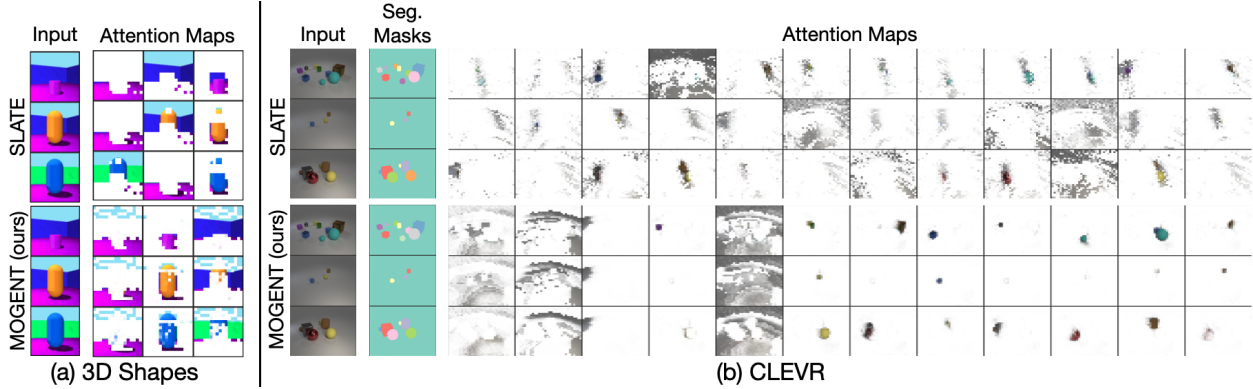 Input
Attention Maps
Input
Seg.
Masks
Attention Maps
SLATE
SLATE
MOGENT (ours)
MOGENT (ours)
(a) 3D Shapes
(b) CLEVR